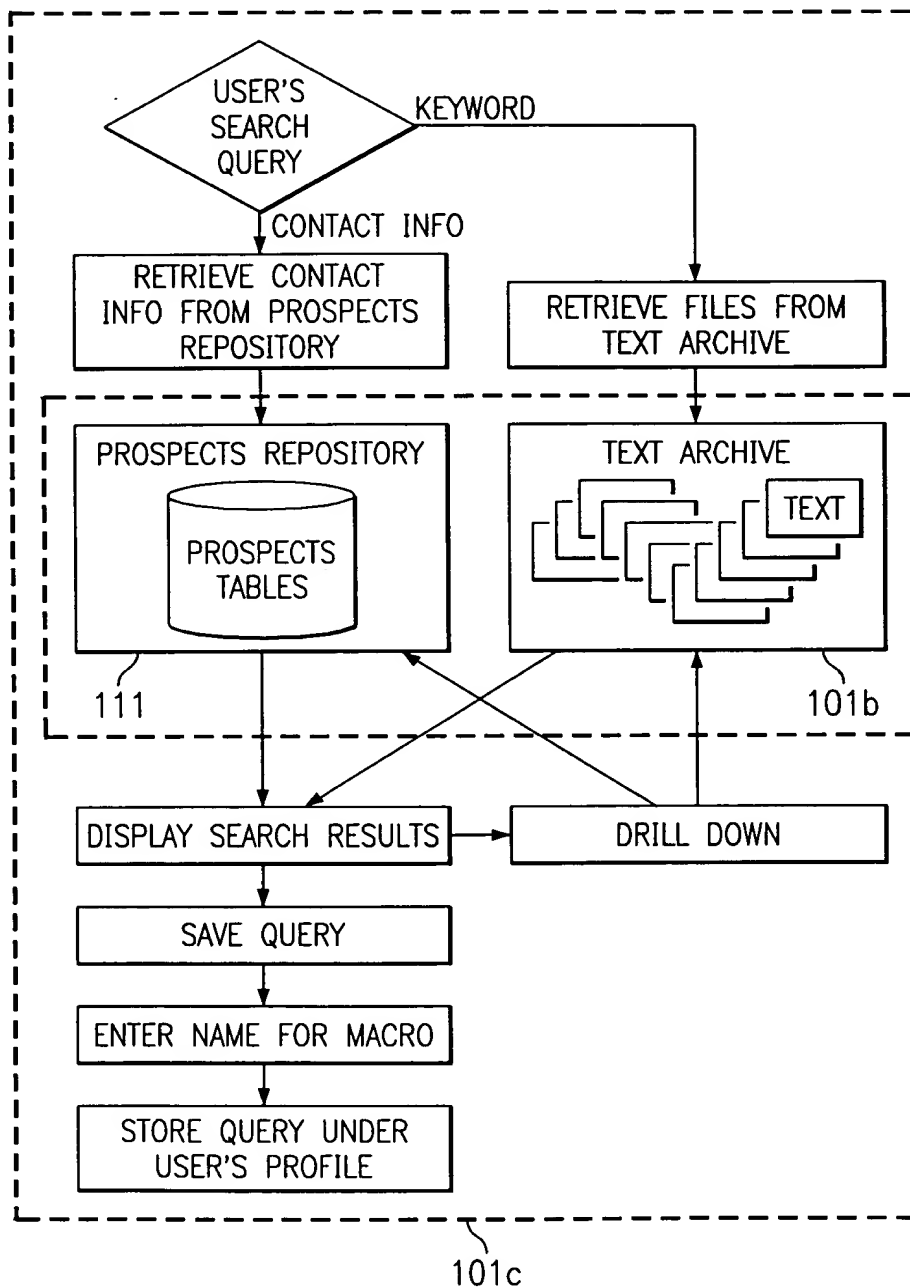 USER'S
SEARCH
QUERY
KEYWORD
CONTACT INFO
RETRIEVE CONTACT
INFO FROM PROSPECTS
REPOSITORY
RETRIEVE FILES FROM
TEXT ARCHIVE
PROSPECTS REPOSITORY
PROSPECTS
TABLES
TEXT ARCHIVE
TEXT
111
101b
DISPLAY SEARCH RESULTS
DRILL DOWN
SAVE QUERY
ENTER NAME FOR MACRO
STORE QUERY UNDER
USER'S PROFILE
101c